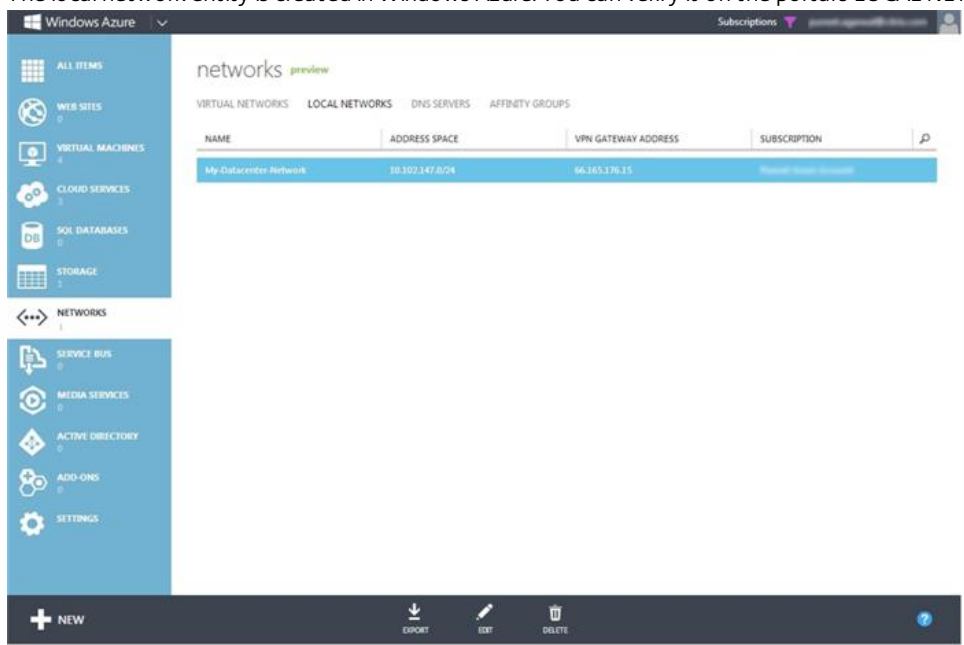 Windows Azure
Subscriptions
ALL ITEMS
WEB SITES
0
VIRTUAL MACHINES
4
CLOUD SERVICES
3
SQL DATABASES
0
STORAGE
NETWORKS
1
SERVICE BUS
0
MEDIA SERVICES
0
ACTIVE DIRECTORY
0
ADD-ONS
0
SETTINGS
networks preview
VIRTUAL NETWORKS LOCAL NETWORKS DNS SERVERS AFFINITY GROUPS
NAME ADDRESS SPACE VPN GATEWAY ADDRESS SUBSCRIPTION
My-Datacenter-Network 10.102.147.0/24 66.165.176.15
NEW
EXPORT EDIT DELETE
?